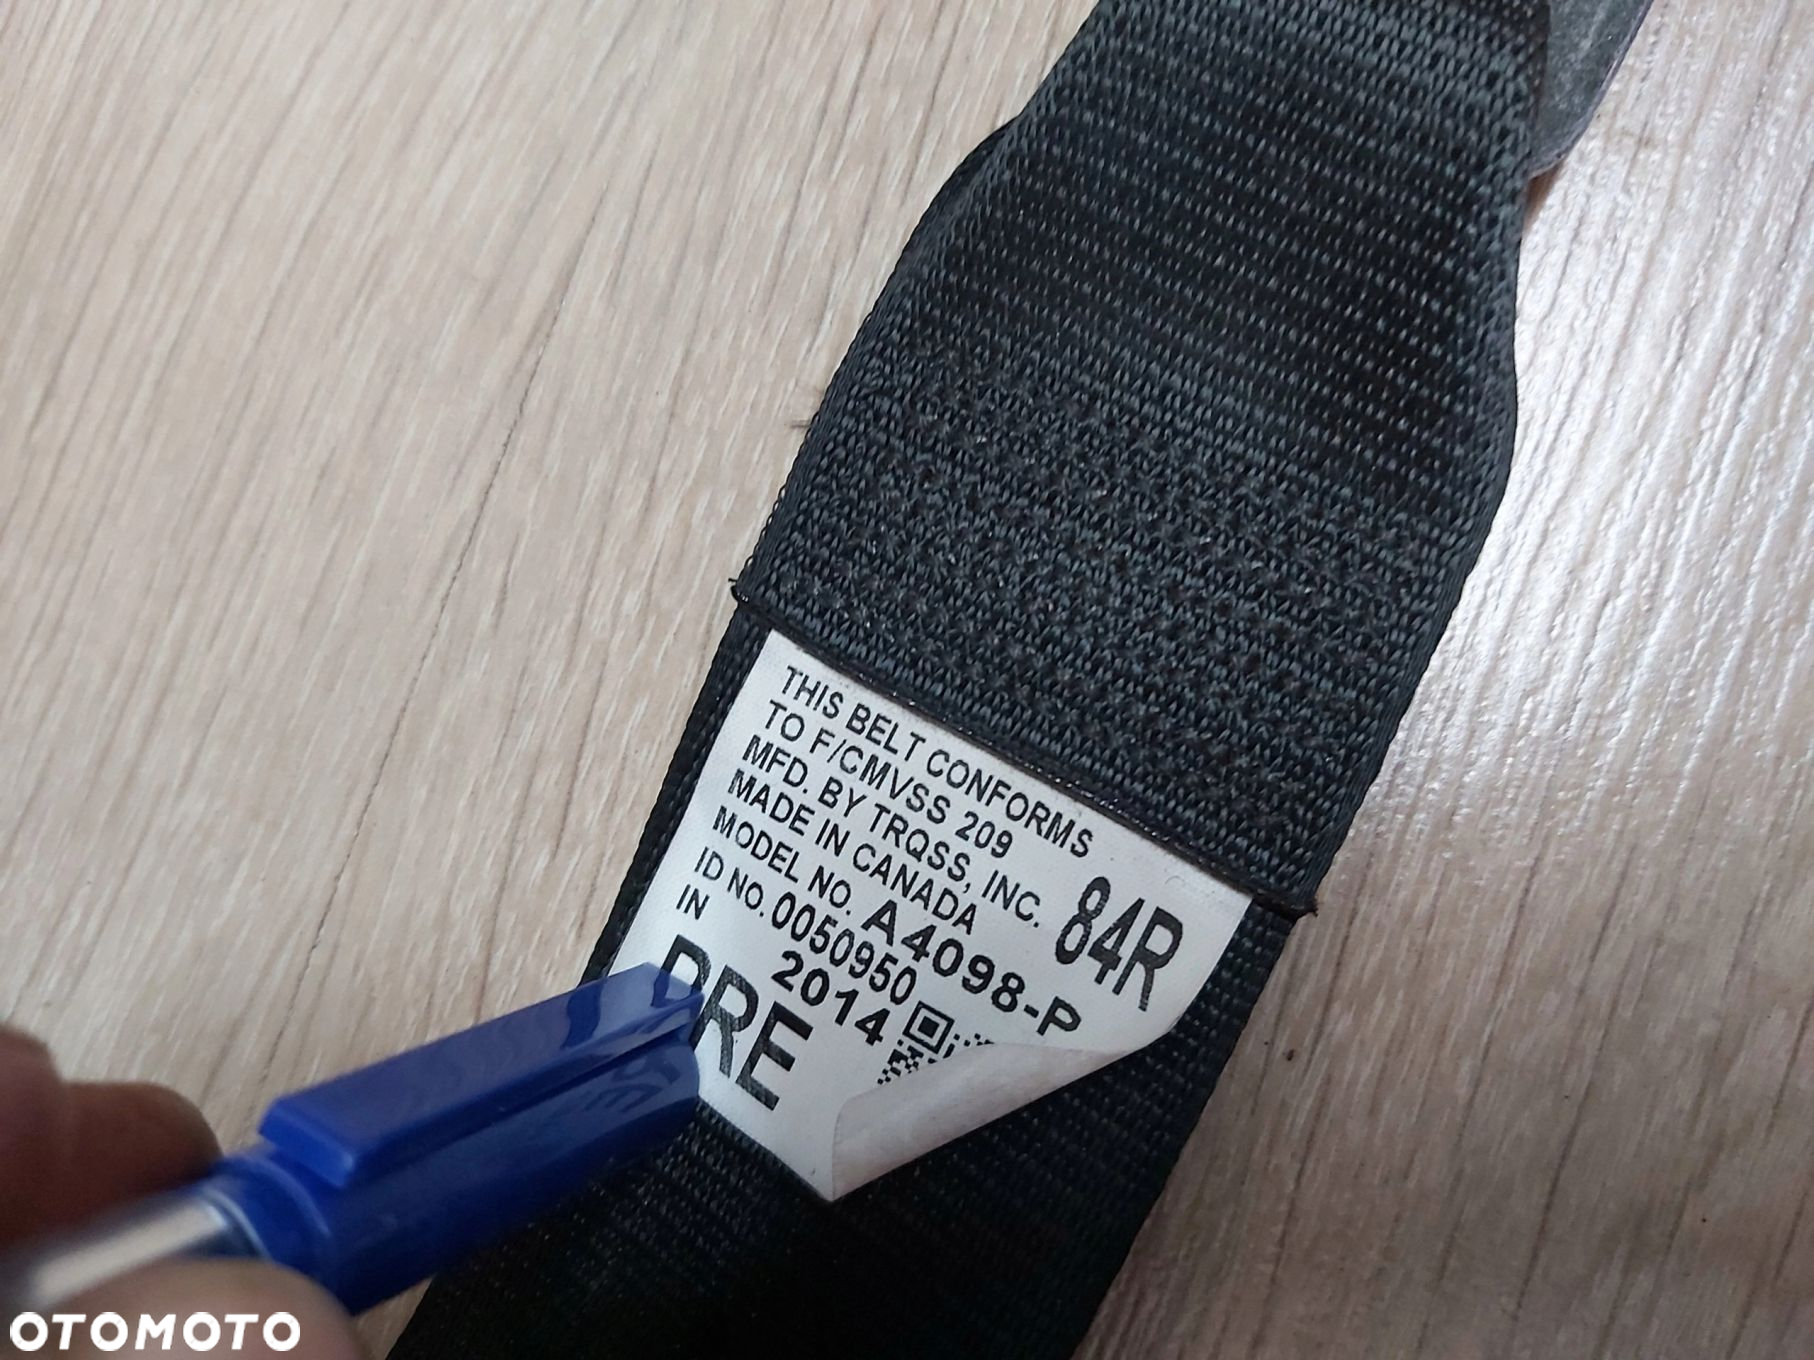 THIS BELT CONFORMS
TO F/CMVSS 209
MFD. BY TRQSS, INC.
MADE IN CANADA
84R
MODEL NO. A4098-P
ID NO. 0050950
IN 2014
PRE
OTOMOTO